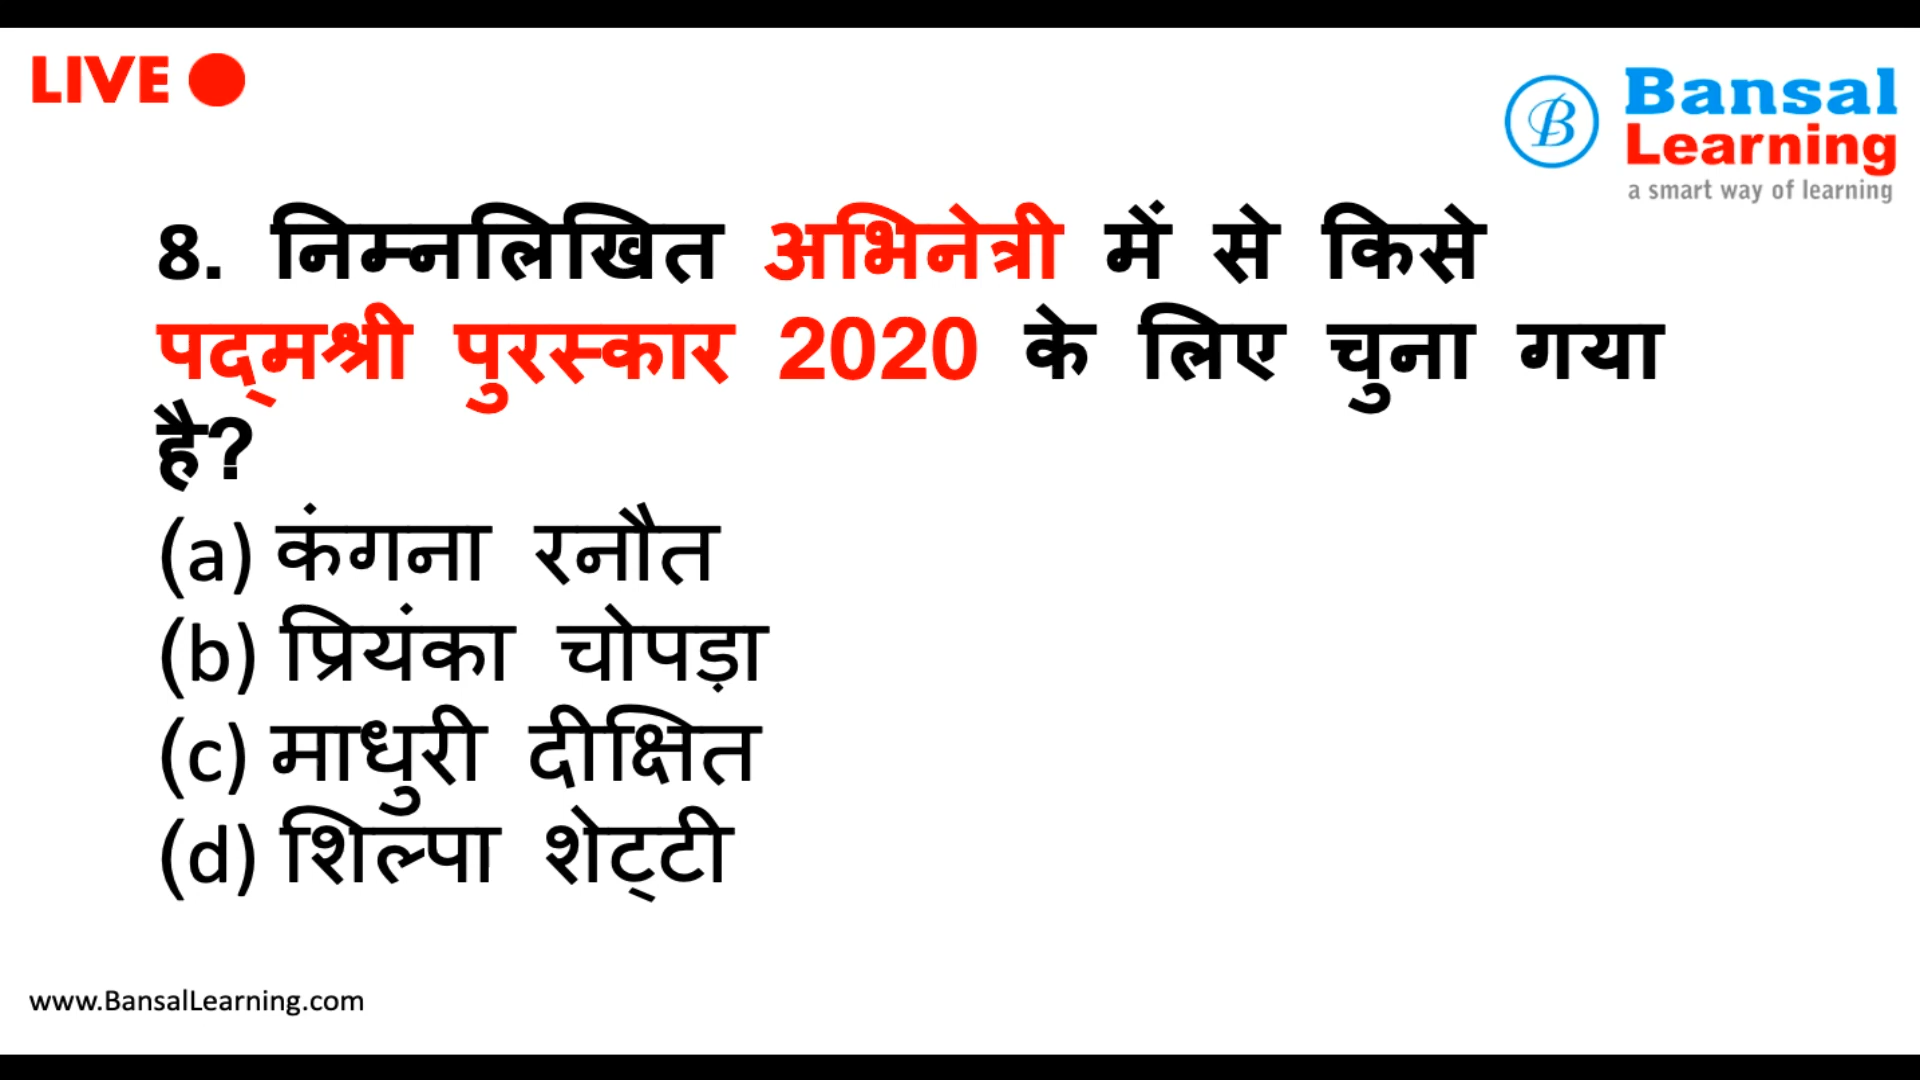 LIVE
B
Bansal
Learning
a smart way of learning
8. निम्नलिखित अभिनेत्री में से किसे
पद्‌मश्री पुरस्कार 2020 के लिए चुना गया
है?
(a) कंगना रनौत
(b) प्रियंका चोपड़ा
(c) माधुरी दीक्षित
(d) शिल्पा शेट्‌टी
www.BansalLearning.com